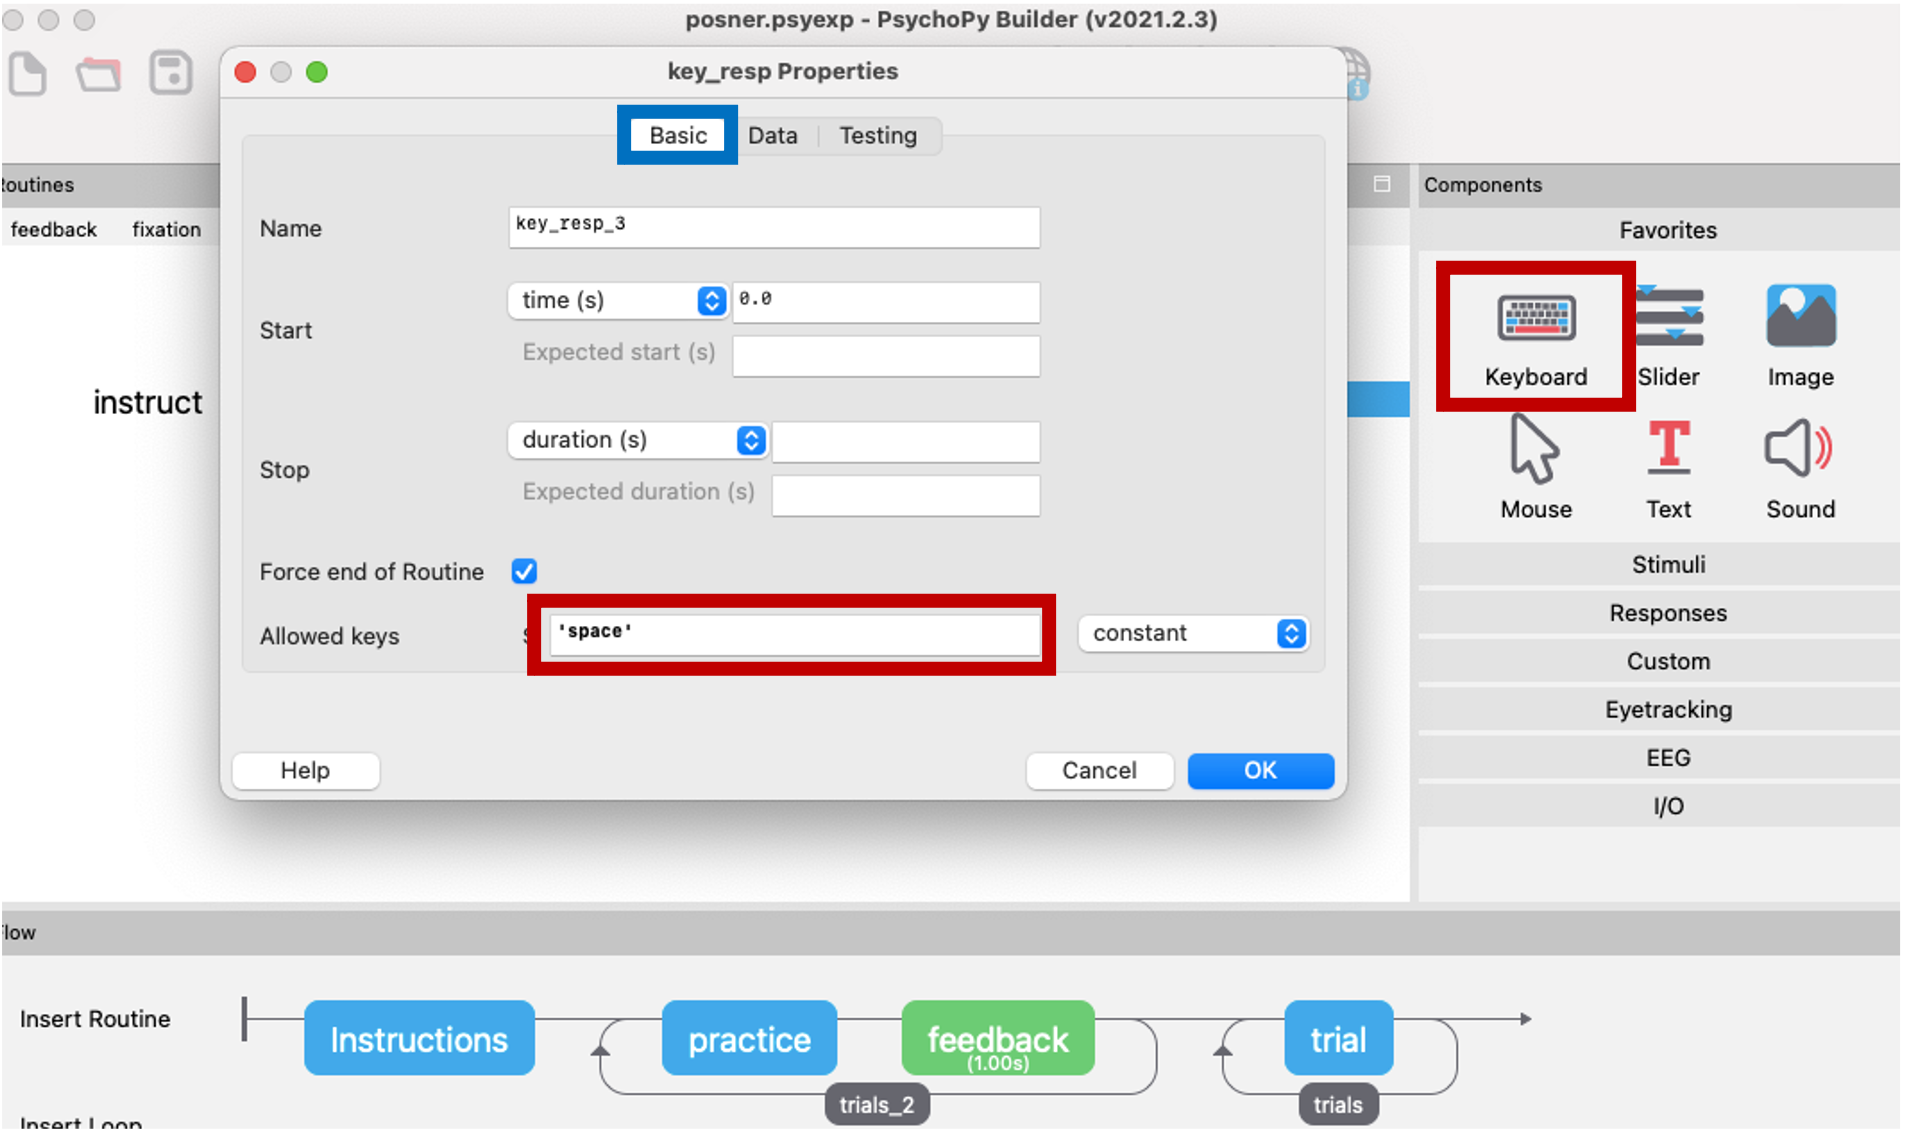 posner.psyexp - PsychoPy Builder (v2021.2.3)
key_resp Properties
Basic
Data
Testing
Name
key_resp_3
Start
time (s)
0.0
Expected start (s)
Stop
duration (s)
Expected duration (s)
Force end of Routine
Allowed keys
'space'
constant
Help
Cancel
OK
Routines
feedback
fixation
instruct
Components
Favorites
Keyboard
Slider
Image
Mouse
Text
Sound
Stimuli
Responses
Custom
Eyetracking
EEG
I/O
Flow
Insert Routine
Instructions
practice
feedback
(1.00s)
trial
trials_2
trials
Insert Loop